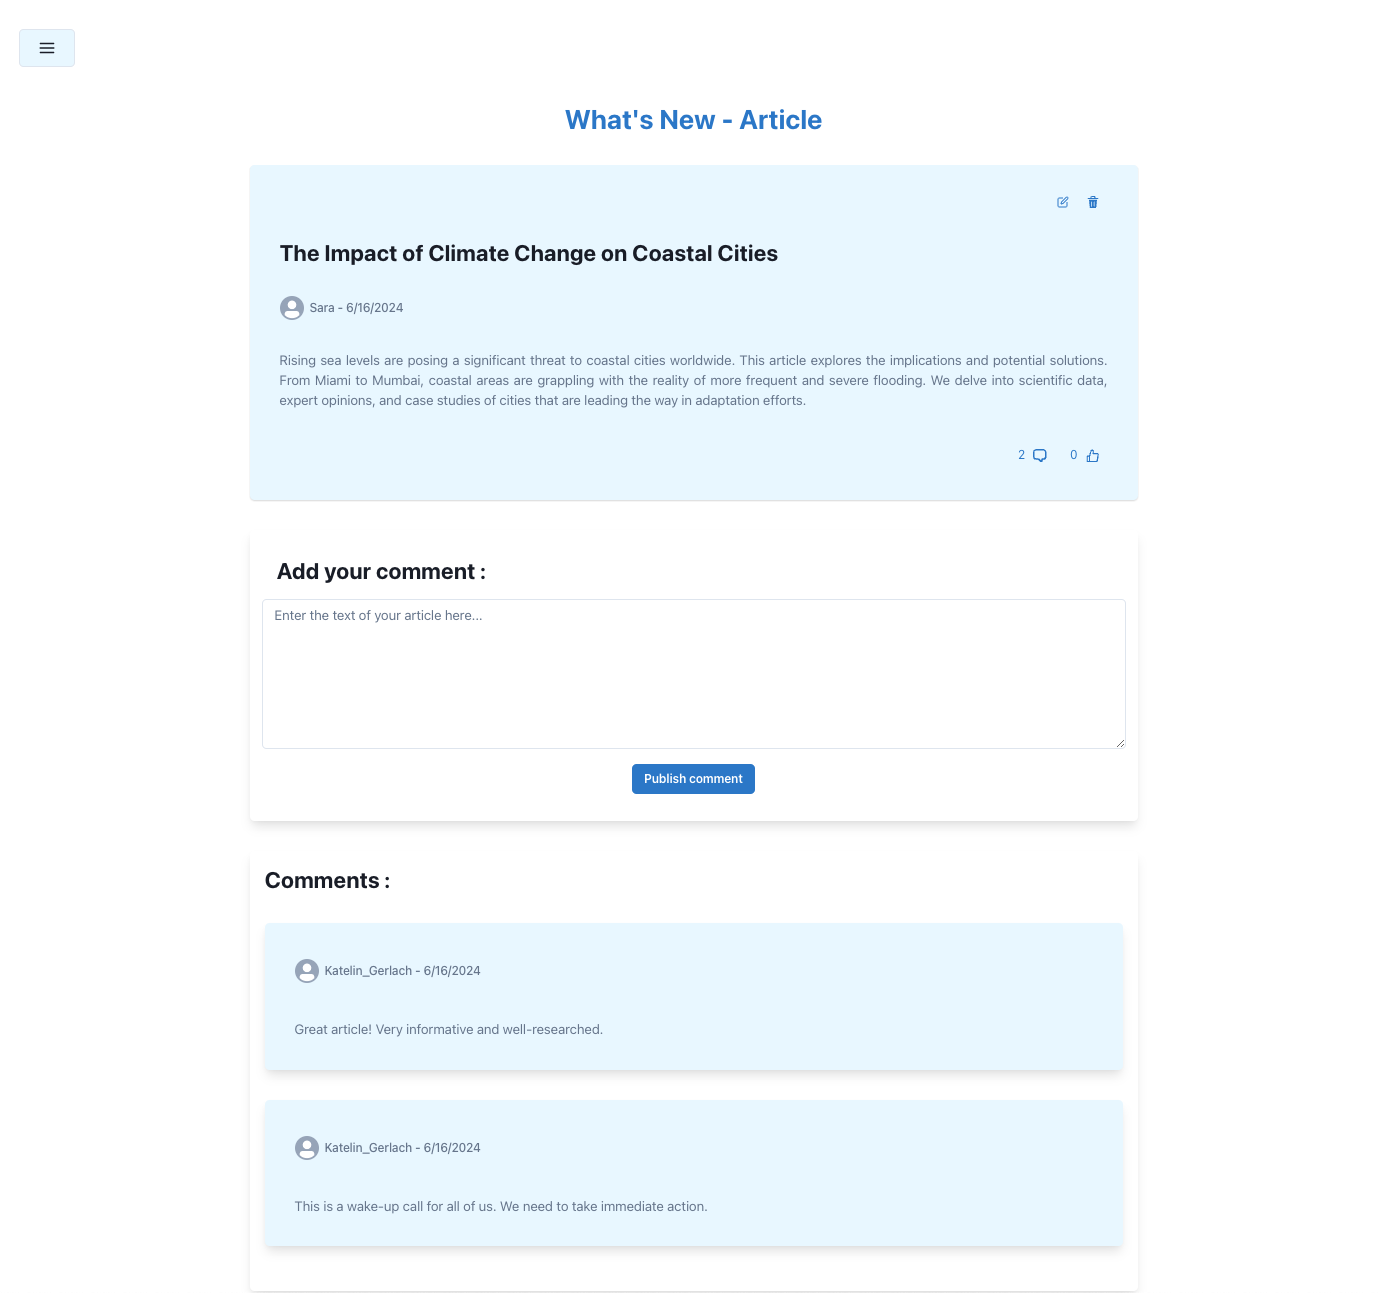 What's New - Article
The Impact of Climate Change on Coastal Cities
Sara - 6/16/2024
Rising sea levels are posing a significant threat to coastal cities worldwide. This article explores the implications and potential solutions.
From Miami to Mumbai, coastal areas are grappling with the reality of more frequent and severe flooding. We delve into scientific data,
expert opinions, and case studies of cities that are leading the way in adaptation efforts.
2 0
Add your comment :
Enter the text of your article here...
Publish comment
Comments :
Katelin_Gerlach - 6/16/2024
Great article! Very informative and well-researched.
Katelin_Gerlach - 6/16/2024
This is a wake-up call for all of us. We need to take immediate action.